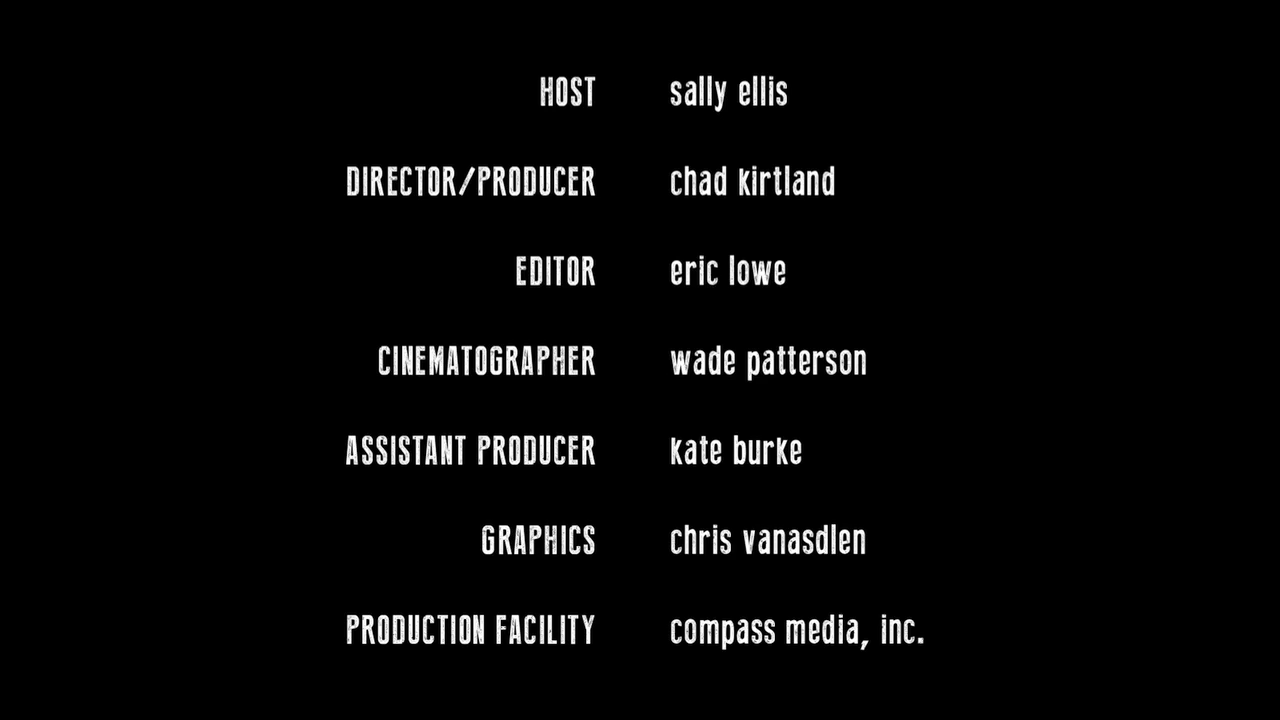 HOST sally ellis
DIRECTOR/PRODUCER chad kirtland
EDITOR eric lowe
CINEMATOGRAPHER wade patterson
ASSISTANT PRODUCER kate burke
GRAPHICS chris vanasdlen
PRODUCTION FACILITY compass media, inc.